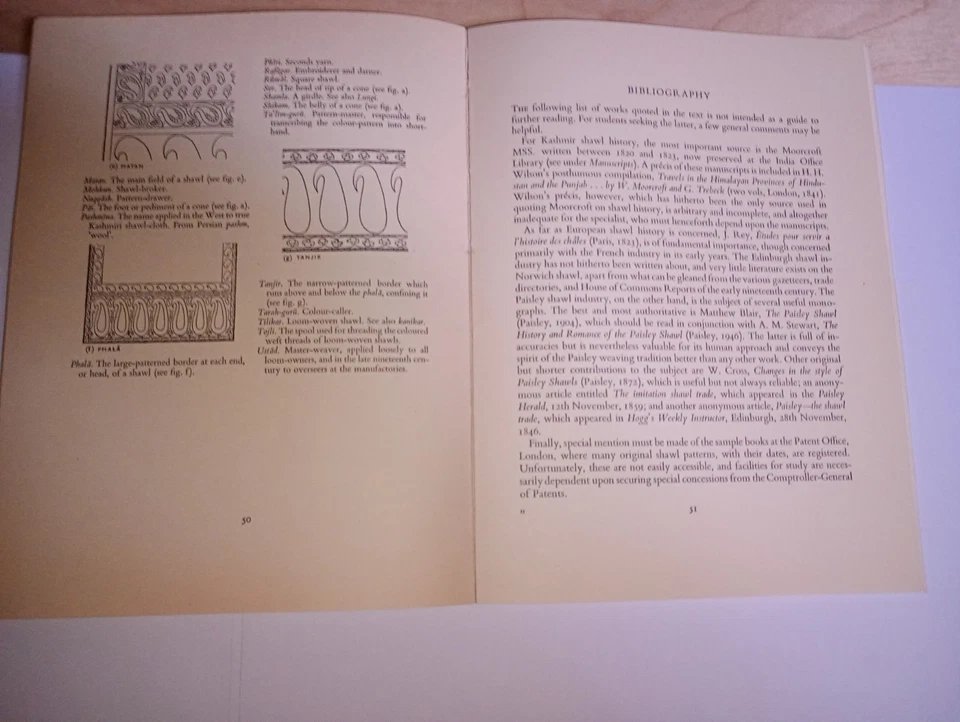 (e) MATAN
Matan. The main field of a shawl (see fig. e).
Mohkun. Shawl-broker.
Naqqāsh. Pattern-drawer.
Pāi. The foot or pediment of a cone (see fig. a).
Pashmina. The name applied in the West to true
Kashmiri shawl-cloth. From Persian pashm,
'wool'.
(f) PHALĀ
Phalā. The large-patterned border at each end,
or head, of a shawl (see fig. f).
Phiri. Seconds yarn.
Rafūgar. Embroiderer and darner.
Rūmāl. Square shawl.
Sar. The head of tip of a cone (see fig. a).
Shamla. A girdle. See also Lungi.
Shikam. The belly of a cone (see fig. a).
Ta'lim-gurū. Pattern-master, responsible for
transcribing the colour-pattern into short-
hand.
(g) TANJIR
Tanjir. The narrow-patterned border which
runs above and below the phalā, confining it
(see fig. g).
Tarah-gurū. Colour-caller.
Tilikar. Loom-woven shawl. See also kanikar.
Tujli. The spool used for threading the coloured
weft threads of loom-woven shawls.
Ustād. Master-weaver, applied loosely to all
loom-owners, and in the late nineteenth cen-
tury to overseers at the manufactories.
50
BIBLIOGRAPHY
THE following list of works quoted in the text is not intended as a guide to
further reading. For students seeking the latter, a few general comments may be
helpful.
For Kashmir shawl history, the most important source is the Moorcroft
MSS. written between 1820 and 1823, now preserved at the India Office
Library (see under Manuscripts). A précis of these manuscripts is included in H. H.
Wilson's posthumous compilation, Travels in the Himalayan Provinces of Hindu-
stan and the Punjab . . . by W. Moorcroft and G. Trebeck (two vols, London, 1841).
Wilson's précis, however, which has hitherto been the only source used in
quoting Moorcroft on shawl history, is arbitrary and incomplete, and altogether
inadequate for the specialist, who must henceforth depend upon the manuscripts.
As far as European shawl history is concerned, J. Rey, Études pour servir a
l'histoire des châles (Paris, 1823), is of fundamental importance, though concerned
primarily with the French industry in its early years. The Edinburgh shawl in-
dustry has not hitherto been written about, and very little literature exists on the
Norwich shawl, apart from what can be gleaned from the various gazetteers, trade
directories, and House of Commons Reports of the early nineteenth century. The
Paisley shawl industry, on the other hand, is the subject of several useful mono-
graphs. The best and most authoritative is Matthew Blair, The Paisley Shawl
(Paisley, 1904), which should be read in conjunction with A. M. Stewart, The
History and Romance of the Paisley Shawl (Paisley, 1946). The latter is full of in-
accuracies but is nevertheless valuable for its human approach and conveys the
spirit of the Paisley weaving tradition better than any other work. Other original
but shorter contributions to the subject are W. Cross, Changes in the style of
Paisley Shawls (Paisley, 1872), which is useful but not always reliable; an anony-
mous article entitled The imitation shawl trade, which appeared in the Paisley
Herald, 12th November, 1859; and another anonymous article, Paisley—the shawl
trade, which appeared in Hogg's Weekly Instructor, Edinburgh, 28th November,
1846.
Finally, special mention must be made of the sample books at the Patent Office,
London, where many original shawl patterns, with their dates, are registered.
Unfortunately, these are not easily accessible, and facilities for study are neces-
sarily dependent upon securing special concessions from the Comptroller-General
of Patents.
51